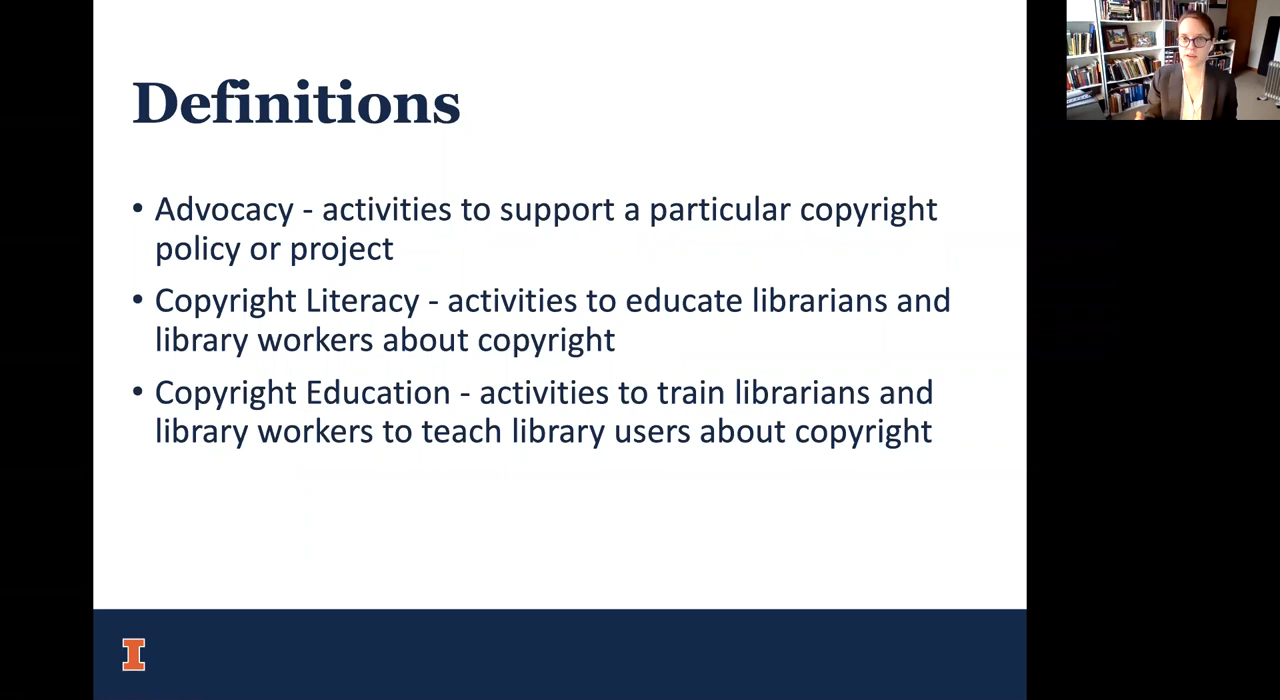 Definitions
• Advocacy - activities to support a particular copyright
policy or project
• Copyright Literacy - activities to educate librarians and
library workers about copyright
• Copyright Education - activities to train librarians and
library workers to teach library users about copyright
I